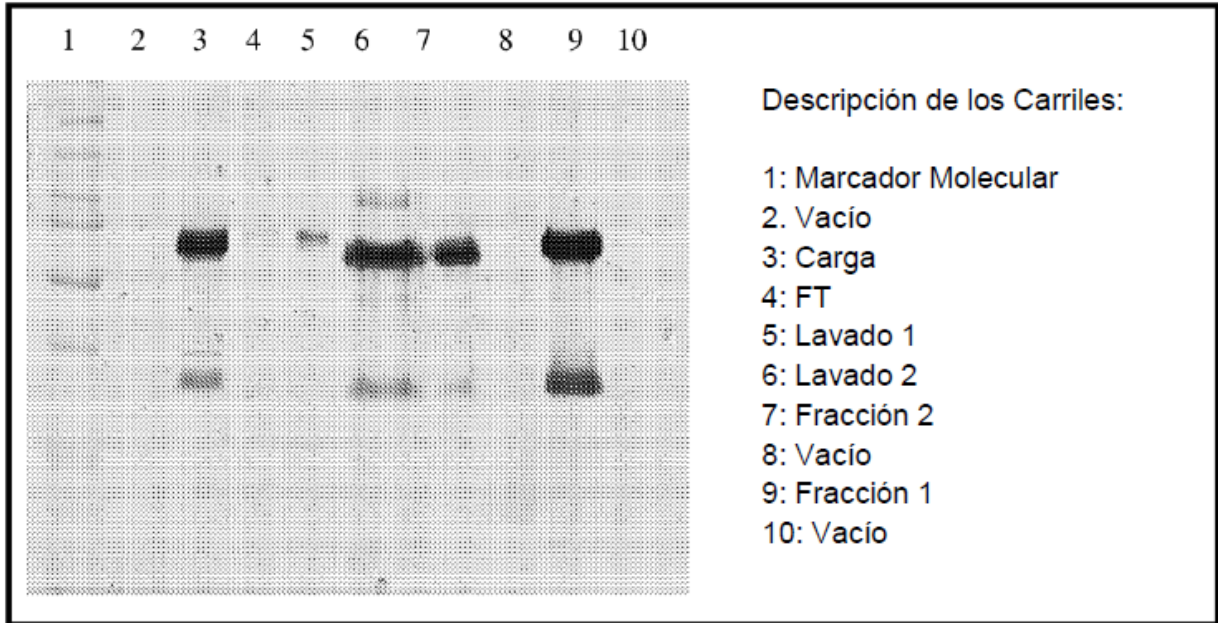 1 2 3 4 5 6 7 8 9 10
Descripción de los Carriles:
1: Marcador Molecular
2. Vacío
3: Carga
4: FT
5: Lavado 1
6: Lavado 2
7: Fracción 2
8: Vacío
9: Fracción 1
10: Vacío